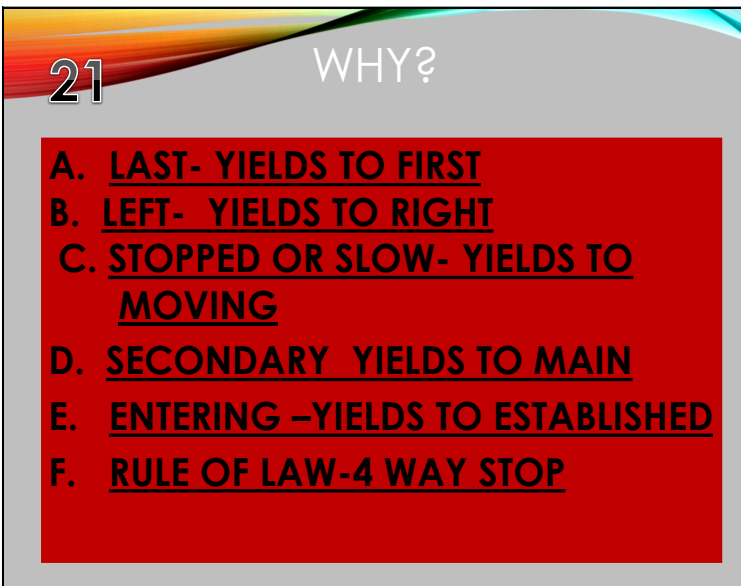 21
WHY?
A. LAST- YIELDS TO FIRST
B. LEFT- YIELDS TO RIGHT
C. STOPPED OR SLOW- YIELDS TO
MOVING
D. SECONDARY YIELDS TO MAIN
E. ENTERING –YIELDS TO ESTABLISHED
F. RULE OF LAW-4 WAY STOP